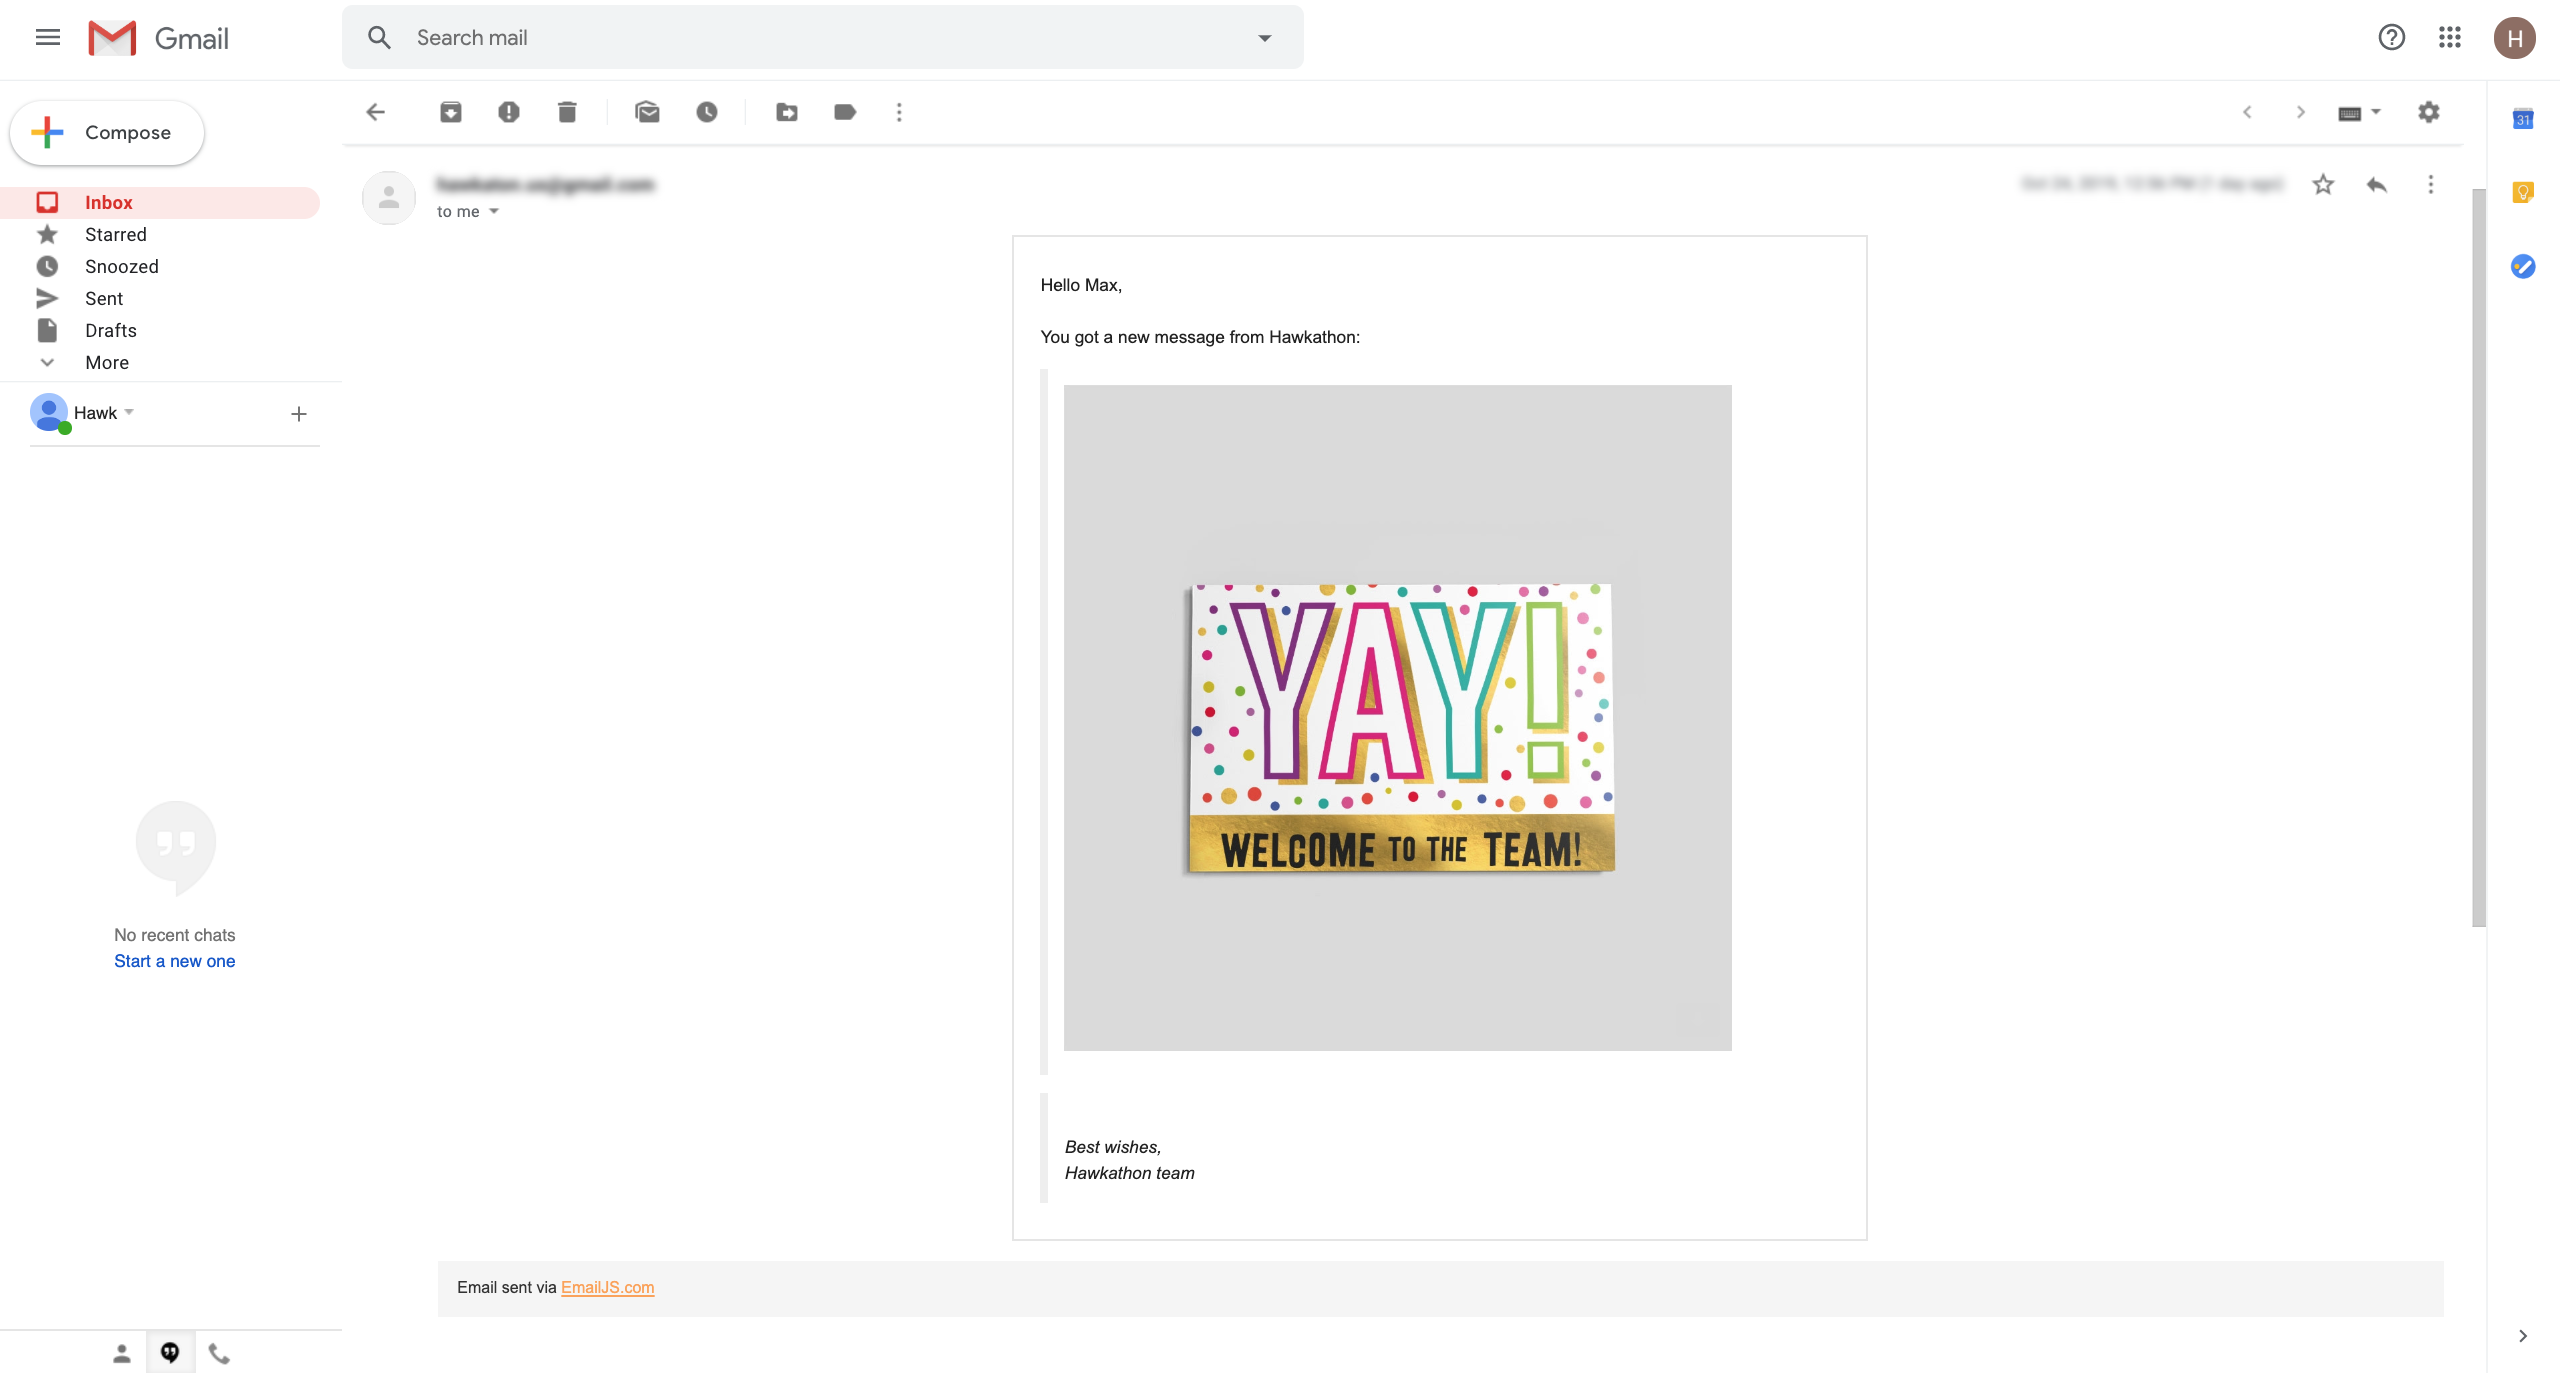 Gmail
Search mail
H
Compose
31
Inbox
to me
Starred
Snoozed
Sent
Drafts
More
Hawk
Hello Max,
You got a new message from Hawkathon:
YAY!
WELCOME TO THE TEAM!
No recent chats
Start a new one
Best wishes,
Hawkathon team
Email sent via EmailJS.com